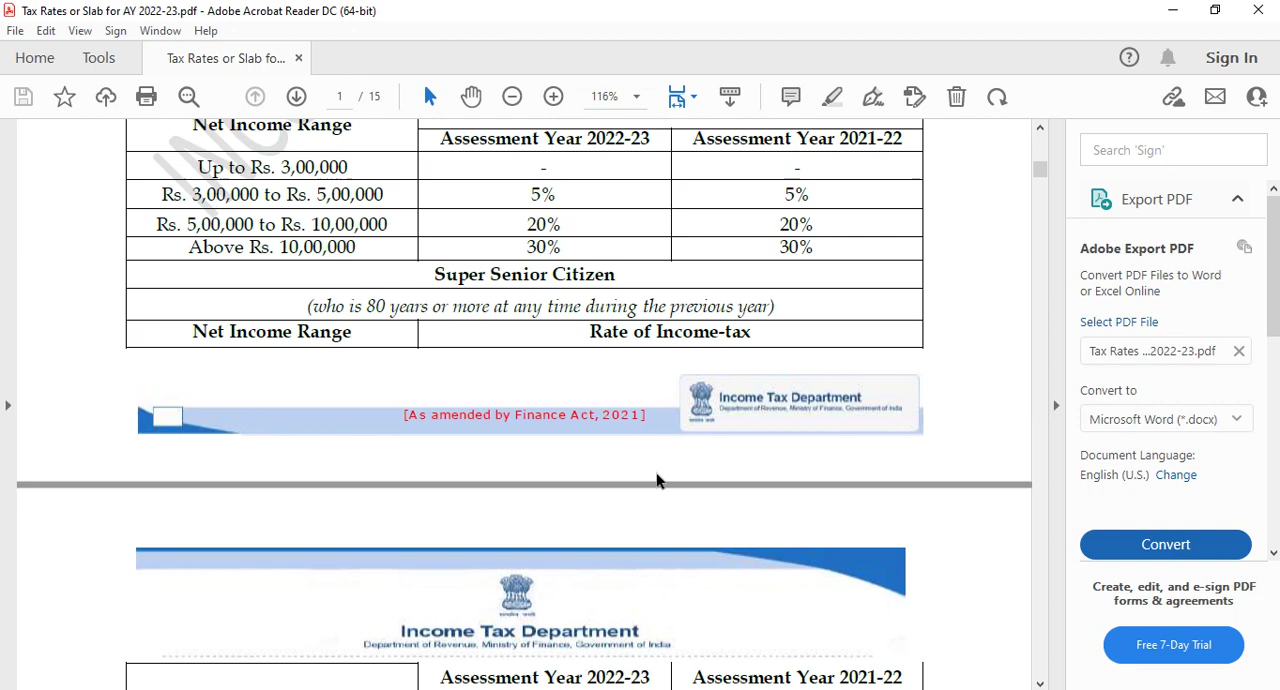 Tax Rates or Slab for AY 2022-23.pdf - Adobe Acrobat Reader DC (64-bit)
File Edit View Sign Window Help
Home Tools Tax Rates or Slab fo... × Sign In
1 / 15 116%
Net Income Range
Assessment Year 2022-23 Assessment Year 2021-22
Up to Rs. 3,00,000 - -
Rs. 3,00,000 to Rs. 5,00,000 5% 5%
Rs. 5,00,000 to Rs. 10,00,000 20% 20%
Above Rs. 10,00,000 30% 30%
Super Senior Citizen
(who is 80 years or more at any time during the previous year)
Net Income Range Rate of Income-tax
[As amended by Finance Act, 2021]
Income Tax Department
Department of Revenue, Ministry of Finance, Government of India
Income Tax Department
Department of Revenue, Ministry of Finance, Government of India
Assessment Year 2022-23 Assessment Year 2021-22
Search 'Sign'
Export PDF
Adobe Export PDF
Convert PDF Files to Word
or Excel Online
Select PDF File
Tax Rates ...2022-23.pdf
Convert to
Microsoft Word (*.docx)
Document Language:
English (U.S.) Change
Convert
Create, edit, and e-sign PDF
forms & agreements
Free 7-Day Trial